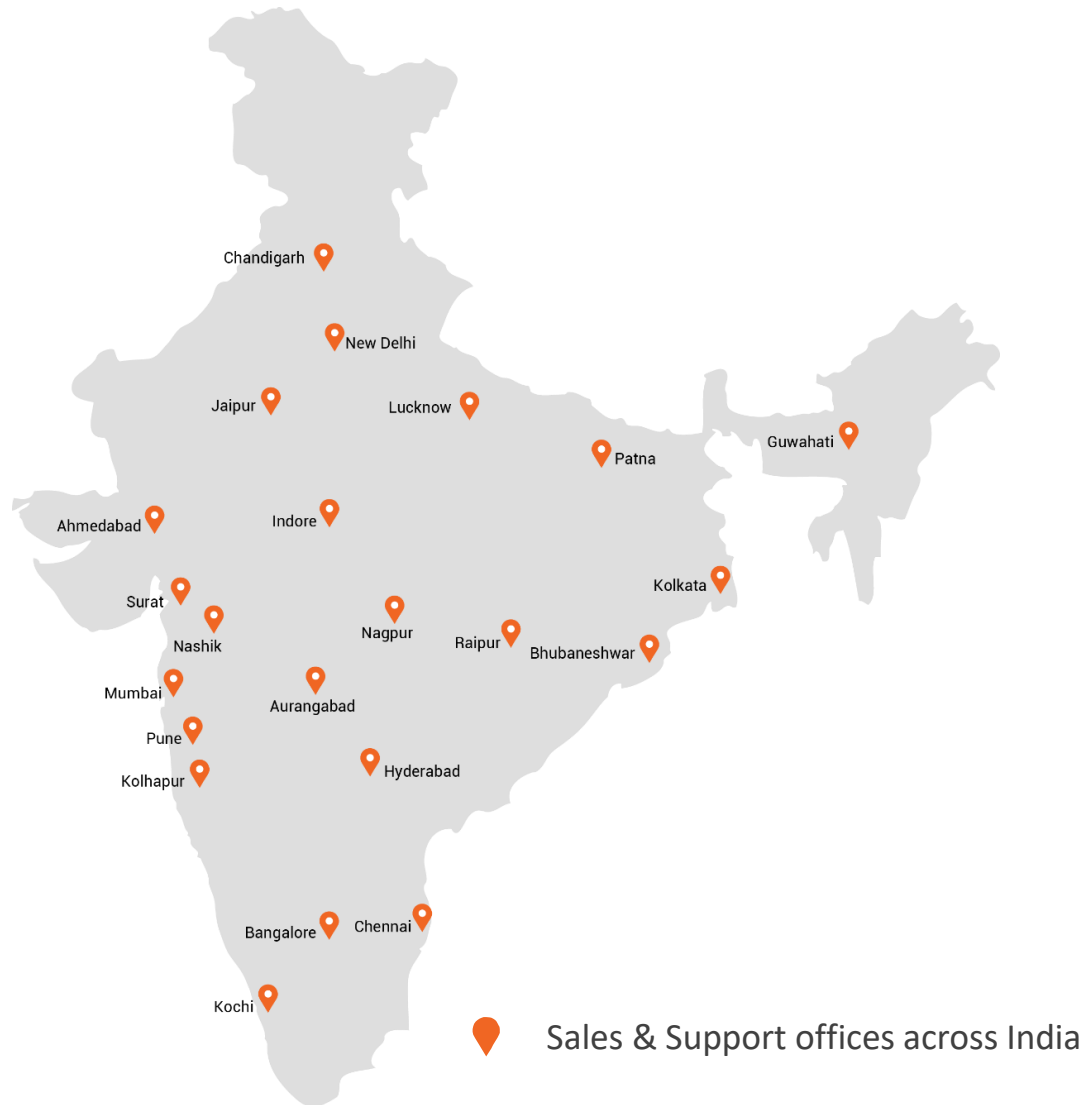 Chandigarh
New Delhi
Jaipur
Lucknow
Guwahati
Patna
Ahmedabad
Indore
Kolkata
Surat
Nagpur
Raipur
Nashik
Bhubaneshwar
Mumbai
Aurangabad
Pune
Hyderabad
Kolhapur
Bangalore
Chennai
Kochi
Sales & Support offices across India